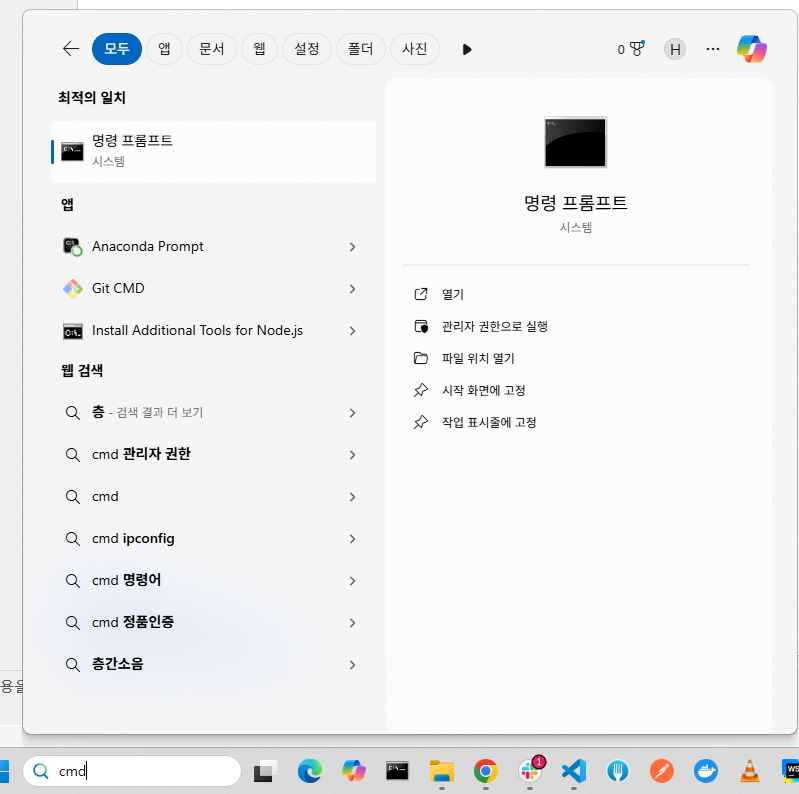 모두 앱 문서 웹 설정 폴더 사진 0 H
최적의 일치
명령 프롬프트
시스템
앱
Anaconda Prompt
Git CMD
Install Additional Tools for Node.js
웹 검색
층 - 검색 결과 더 보기
cmd 관리자 권한
cmd
cmd ipconfig
cmd 명령어
cmd 정품인증
층간소음
명령 프롬프트
시스템
열기
관리자 권한으로 실행
파일 위치 열기
시작 화면에 고정
작업 표시줄에 고정
용을
cmd
1
WS